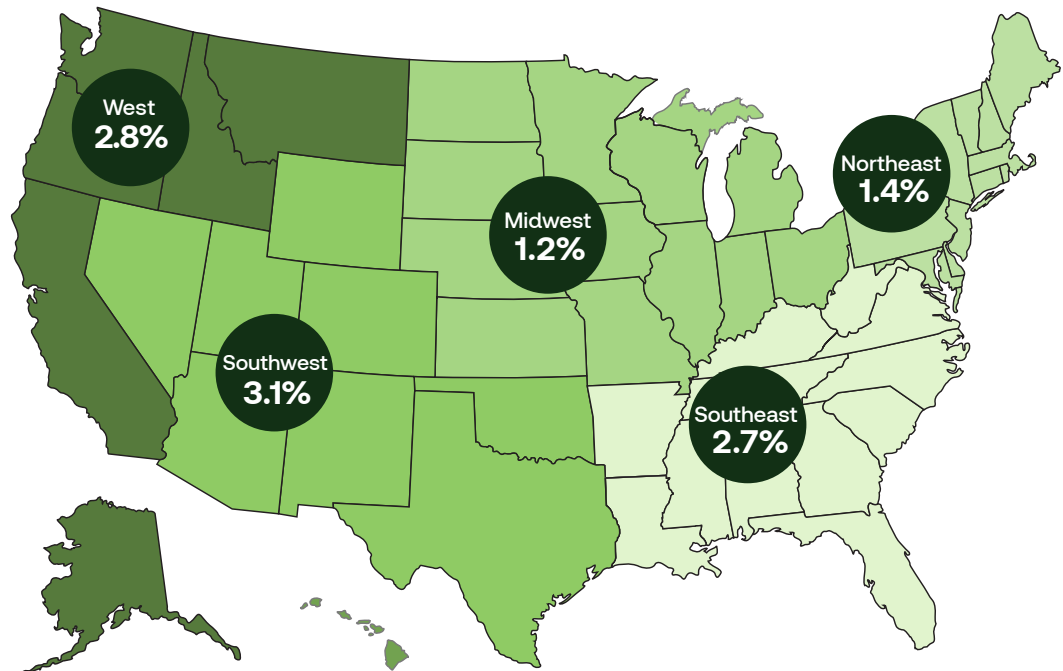 West
2.8%
Northeast
1.4%
Midwest
1.2%
Southwest
3.1%
Southeast
2.7%